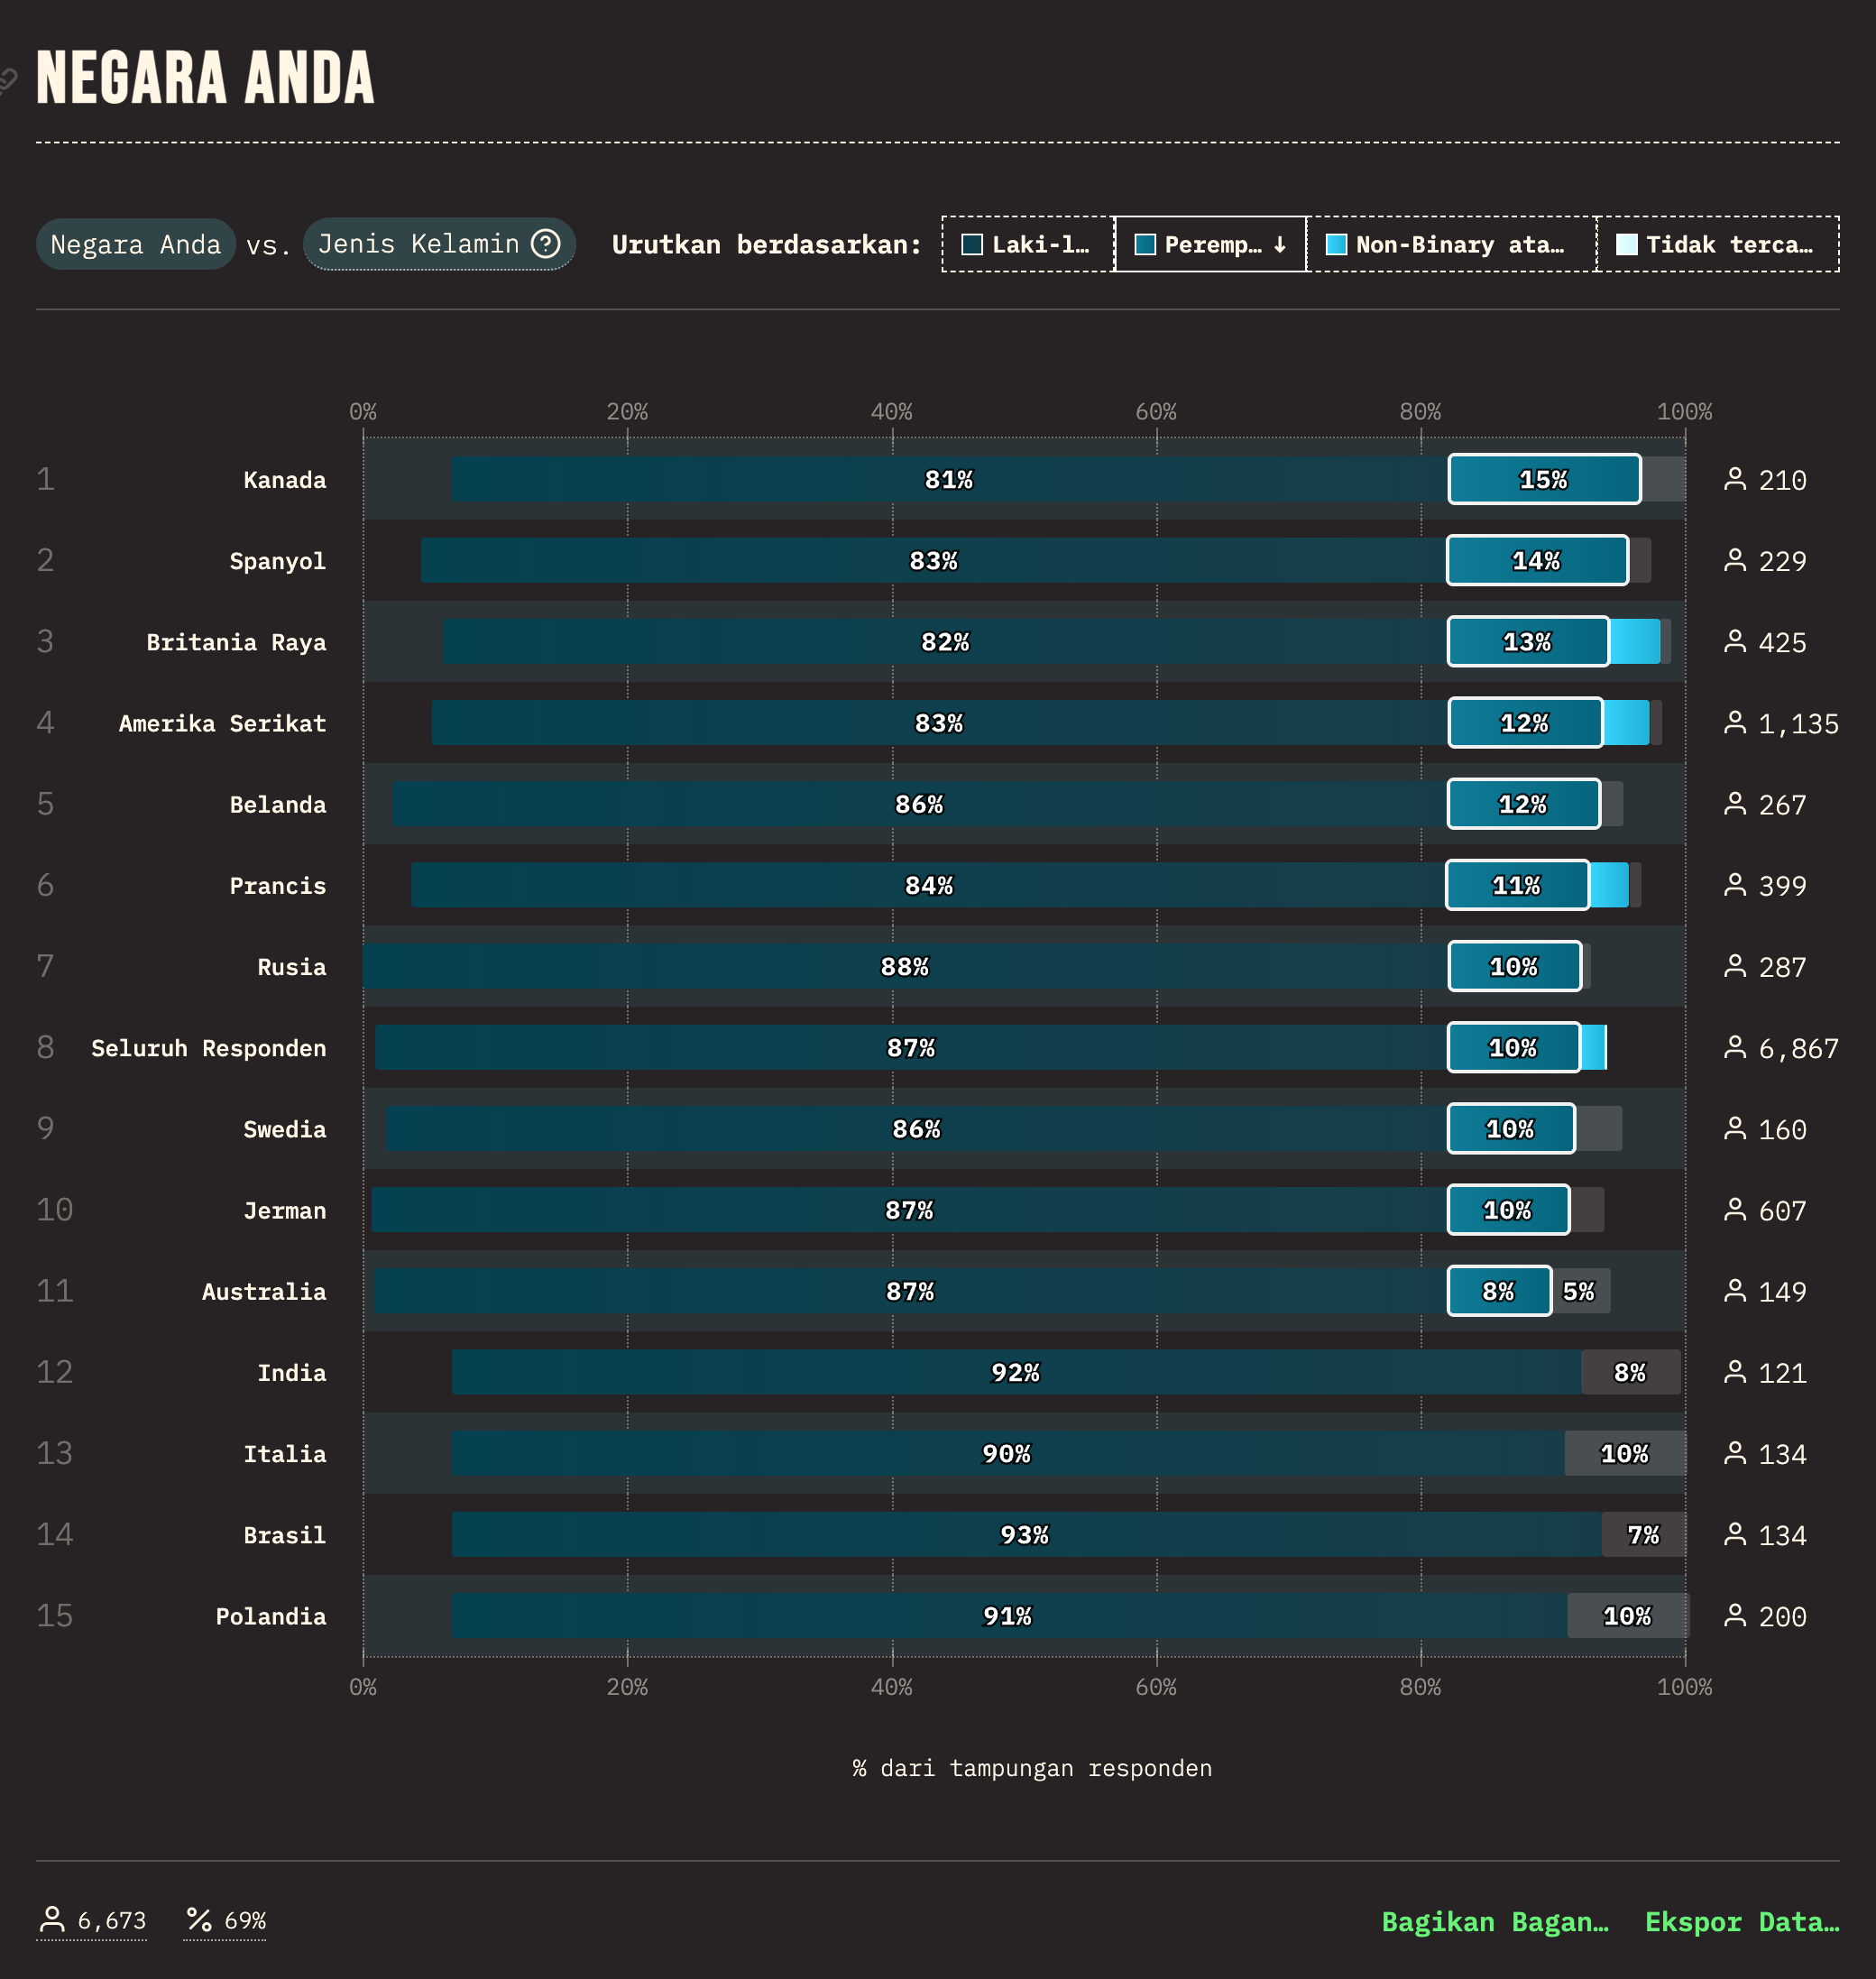 NEGARA ANDA
Negara Anda vs. Jenis Kelamin ? Urutkan berdasarkan: Laki-l… Peremp… ↓ Non-Binary ata… Tidak terca…
0% 20% 40% 60% 80% 100%
1 Kanada 81% 15% 210
2 Spanyol 83% 14% 229
3 Britania Raya 82% 13% 425
4 Amerika Serikat 83% 12% 1,135
5 Belanda 86% 12% 267
6 Prancis 84% 11% 399
7 Rusia 88% 10% 287
8 Seluruh Responden 87% 10% 6,867
9 Swedia 86% 10% 160
10 Jerman 87% 10% 607
11 Australia 87% 8% 5% 149
12 India 92% 8% 121
13 Italia 90% 10% 134
14 Brasil 93% 7% 134
15 Polandia 91% 10% 200
0% 20% 40% 60% 80% 100%
% dari tampungan responden
6,673 % 69% Bagikan Bagan… Ekspor Data…